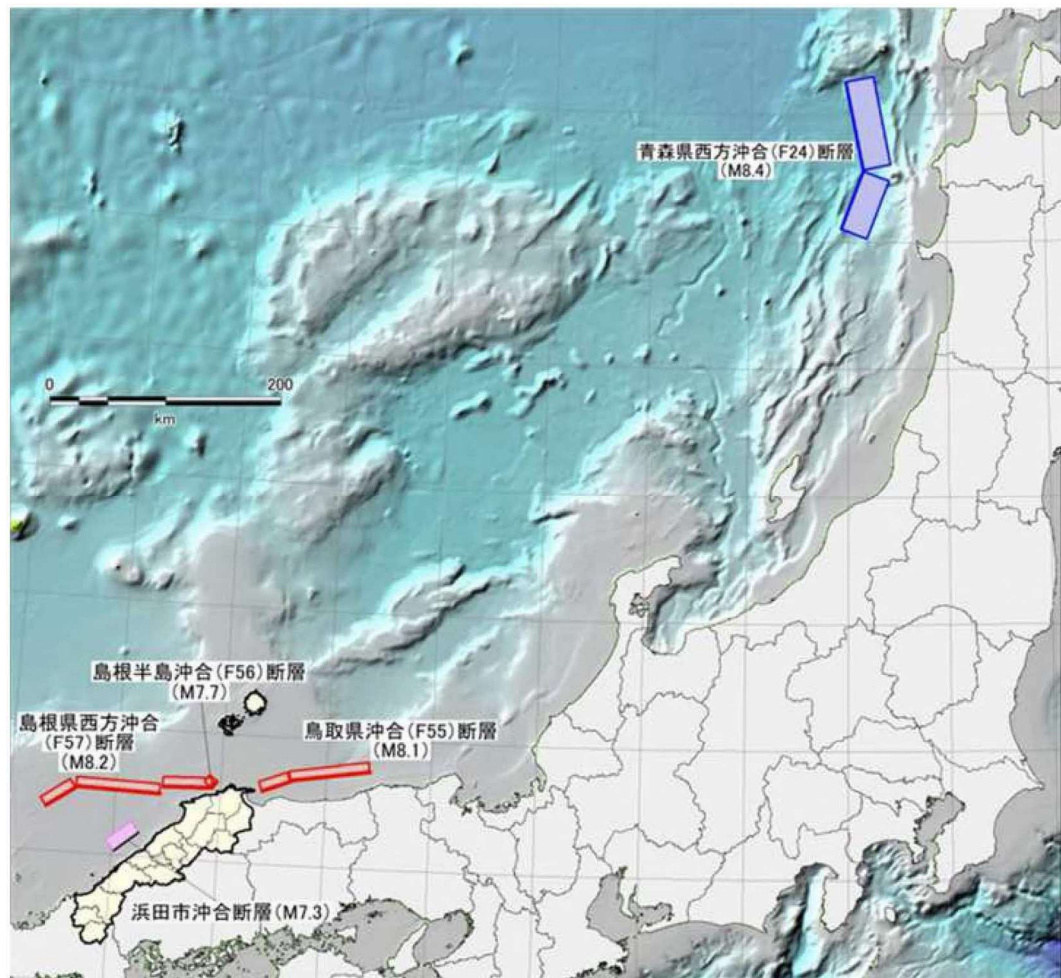 青森県西方沖合(F24)断層
(M8.4)
0 200
km
島根半島沖合(F56)断層
(M7.7)
島根県西方沖合
(F57)断層
(M8.2)
鳥取県沖合(F55)断層
(M8.1)
浜田市沖合断層(M7.3)